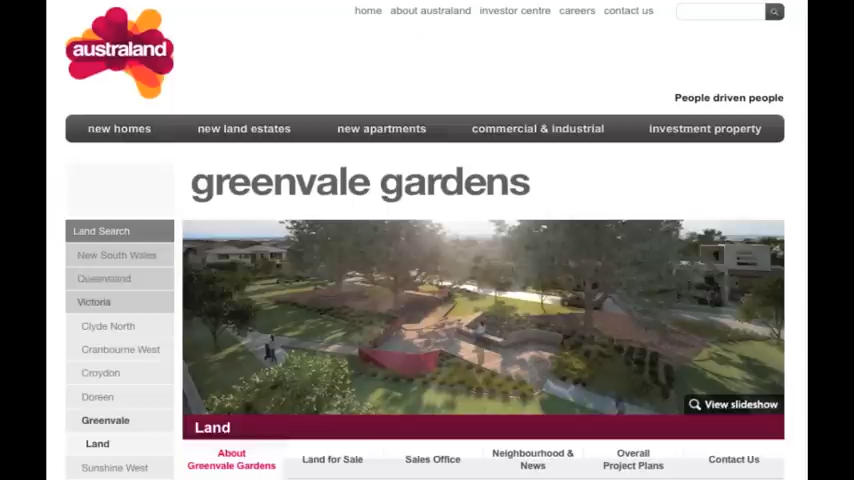 home about australand investor centre careers contact us
australand
People driven people
new homes new land estates new apartments commercial & industrial investment property
greenvale gardens
Land Search
New South Wales
Queensland
Victoria
Clyde North
Cranbourne West
Croydon
Doreen
Greenvale
Land
Sunshine West
View slideshow
Land
About
Greenvale Gardens
Land for Sale
Sales Office
Neighbourhood &
News
Overall
Project Plans
Contact Us